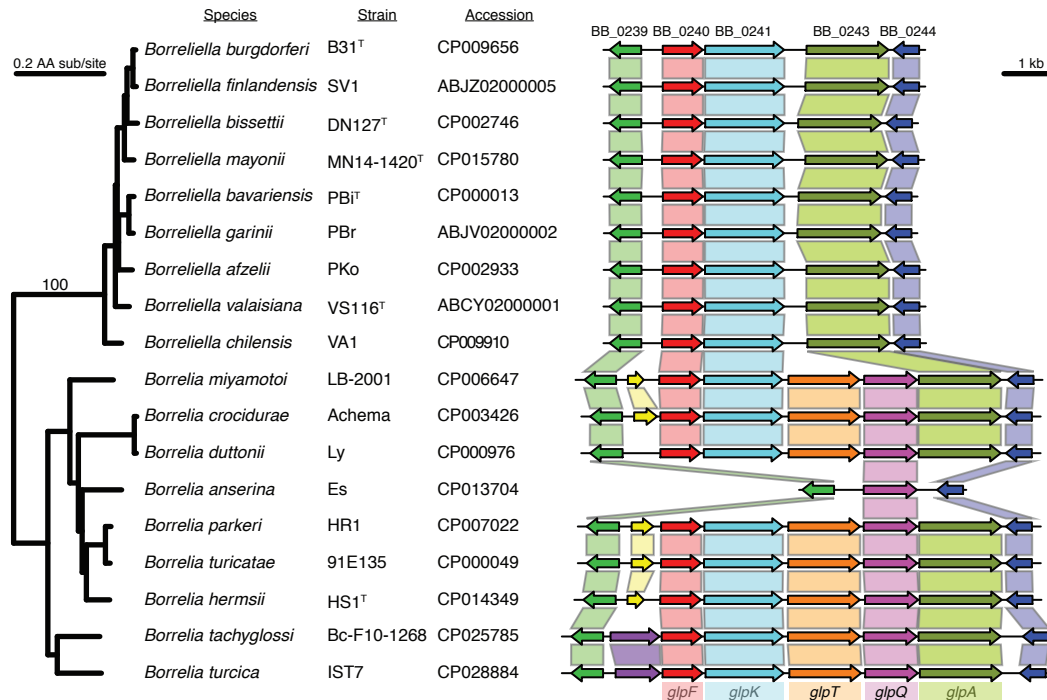 Species Strain Accession
BB_0239 BB_0240 BB_0241 BB_0243 BB_0244
0.2 AA sub/site
1 kb
100
Borreliella burgdorferi B31ᵀ CP009656
Borreliella finlandensis SV1 ABJZ02000005
Borreliella bissettii DN127ᵀ CP002746
Borreliella mayonii MN14-1420ᵀ CP015780
Borreliella bavariensis PBiᵀ CP000013
Borreliella garinii PBr ABJV02000002
Borreliella afzelii PKo CP002933
Borreliella valaisiana VS116ᵀ ABCY02000001
Borreliella chilensis VA1 CP009910
Borrelia miyamotoi LB-2001 CP006647
Borrelia crocidurae Achema CP003426
Borrelia duttonii Ly CP000976
Borrelia anserina Es CP013704
Borrelia parkeri HR1 CP007022
Borrelia turicatae 91E135 CP000049
Borrelia hermsii HS1ᵀ CP014349
Borrelia tachyglossi Bc-F10-1268 CP025785
Borrelia turcica IST7 CP028884
glpF glpK glpT glpQ glpA